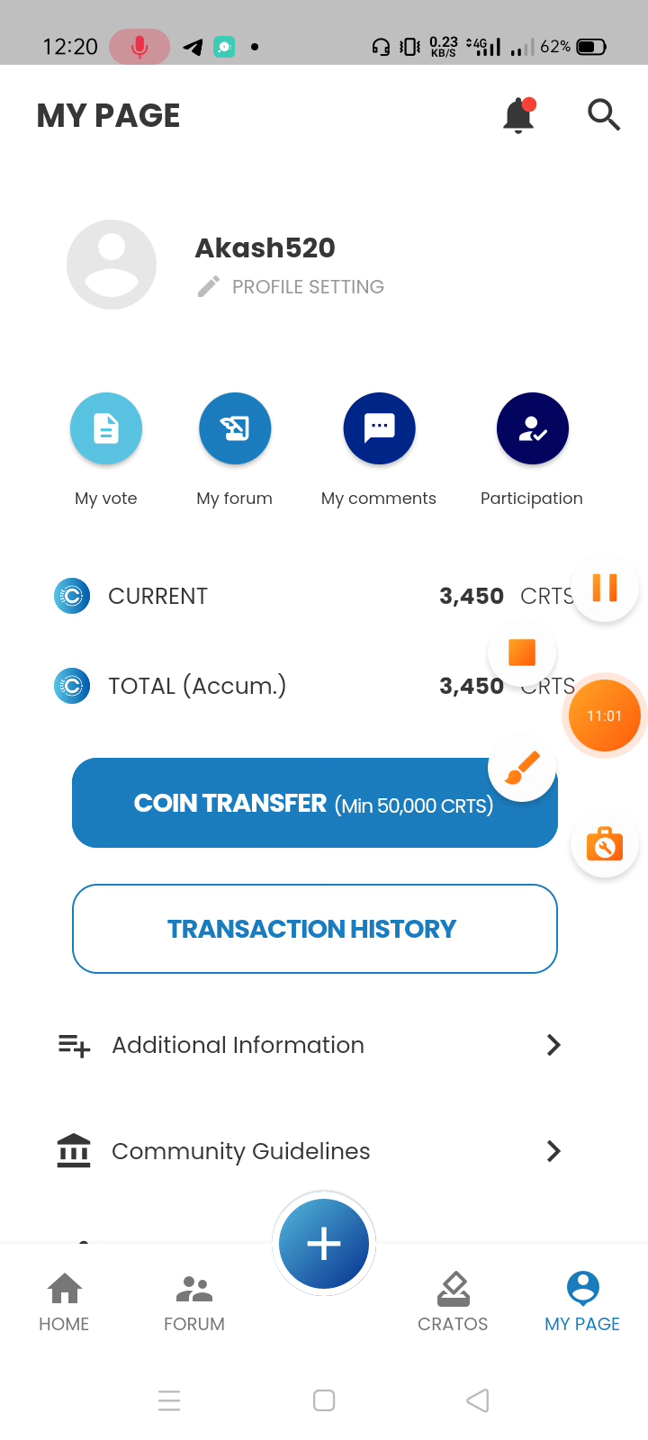 12:20
0.23
KB/S
4G
62%
MY PAGE
Akash520
PROFILE SETTING
My vote
My forum
My comments
Participation
CURRENT
3,450 CRTS
TOTAL (Accum.)
3,450 CRTS
11:01
COIN TRANSFER (Min 50,000 CRTS)
TRANSACTION HISTORY
Additional Information
Community Guidelines
HOME
FORUM
CRATOS
MY PAGE